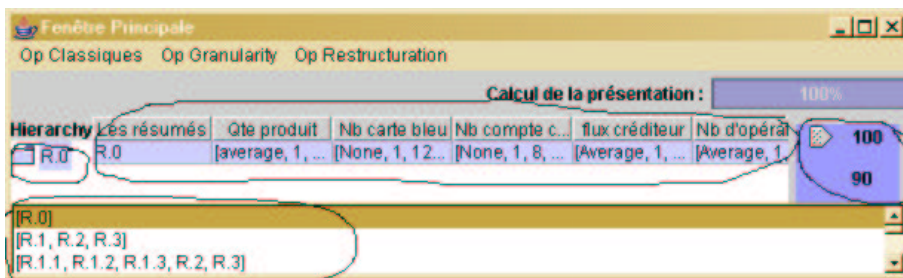 Fenêtre Principale
Op Classiques Op Granularity Op Restructuration
Calcul de la présentation : 100%
Hierarchy Les résumés Qte produit Nb carte bleu Nb compte c... flux créditeur Nb d'opérat
R.0 R.0 [average, 1, ... [None, 1, 12... [None, 1, 8, ... [Average, 1, ... [Average, 1, 100
90
[R.0]
[R.1, R.2, R.3]
[R.1.1, R.1.2, R.1.3, R.2, R.3]